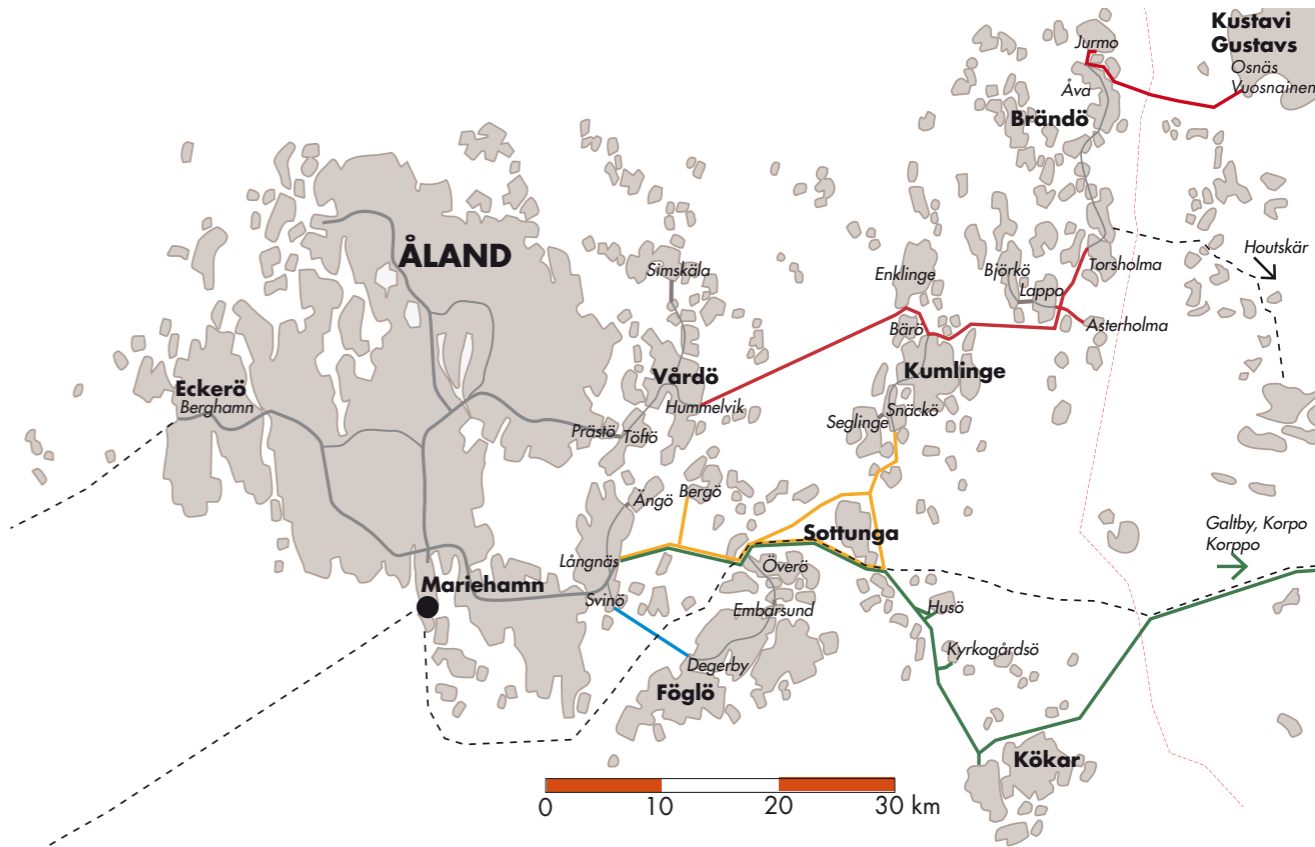 Kustavi
Gustavs
Osnäs
Vuosnainen
Jurmo
Åva
Brändö
Houtskär
ÅLAND
Simskäla
Enklinge
Björkö
Lappo
Torsholma
Asterholma
Bärö
Kumlinge
Eckerö
Berghamn
Vårdö
Hummelvik
Prästö
Töftö
Snäckö
Seglinge
Ängö
Bergö
Sottunga
Galtby, Korpo
Korppo
Långnäs
Överö
Mariehamn
Svinö
Embarsund
Husö
Kyrkogårdsö
Degerby
Föglö
Kökar
0 10 20 30 km